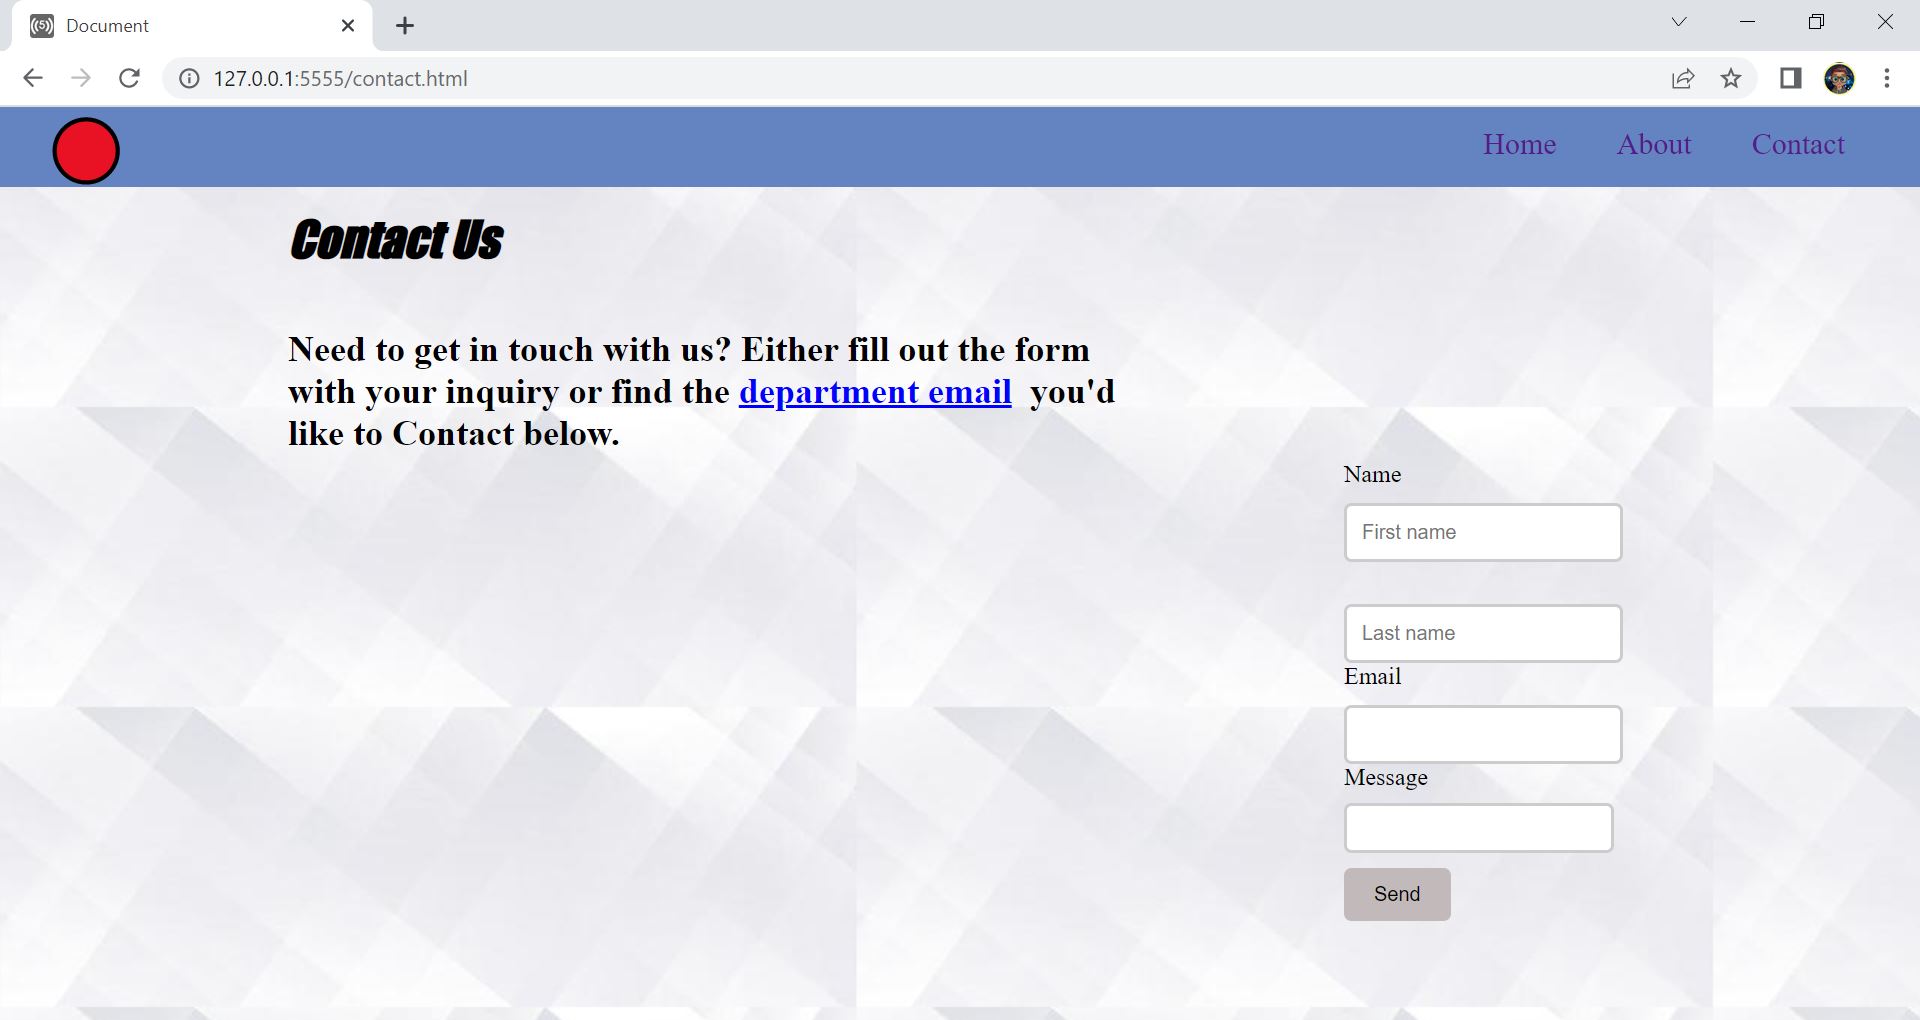 Document
127.0.0.1:5555/contact.html
Home About Contact
Contact Us
Need to get in touch with us? Either fill out the form
with your inquiry or find the department email you'd
like to Contact below.
Name
First name
Last name
Email
Message
Send